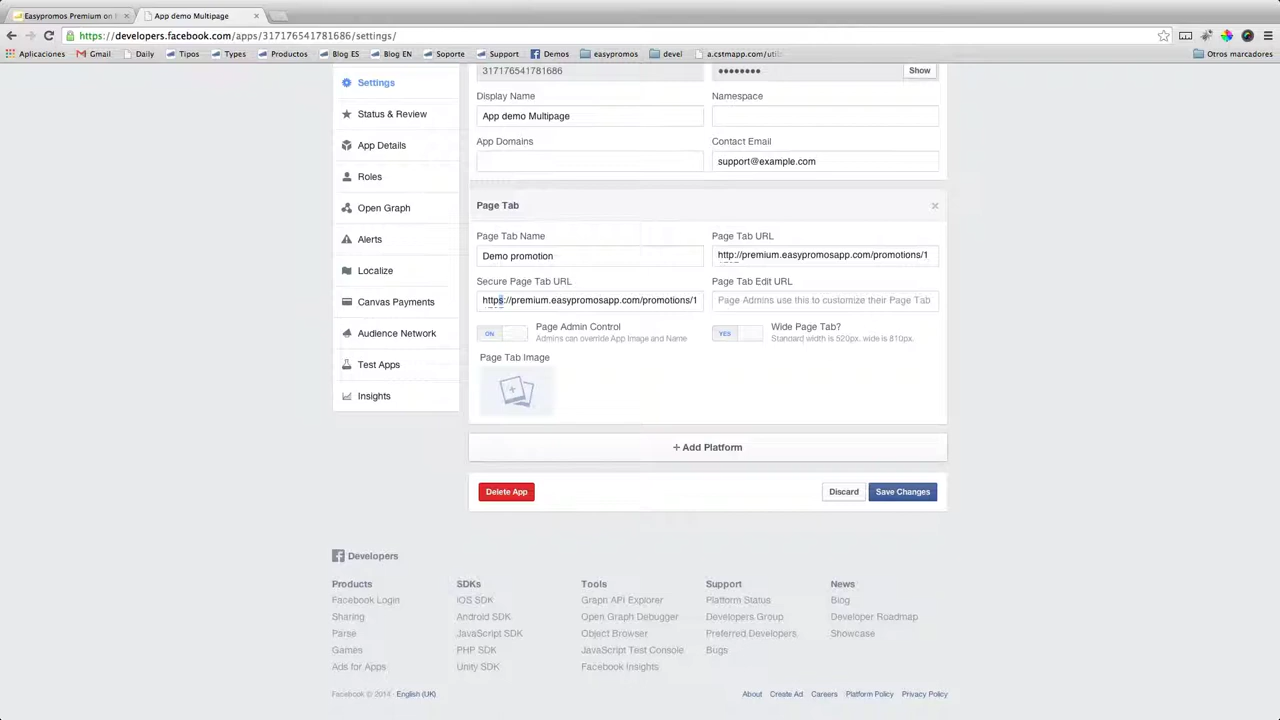 Easypromos Premium on
App demo Multipage
https://developers.facebook.com/apps/317176541781686/settings/
Aplicaciones Gmail Daily Tipos Types Productos Blog ES Blog EN Soporte Support Demos easypromos devel a.cstmapp.com/util Otros marcadores
Settings
Status & Review
App Details
Roles
Open Graph
Alerts
Localize
Canvas Payments
Audience Network
Test Apps
Insights
317176541781686 •••••••• Show
Display Name Namespace
App demo Multipage
App Domains Contact Email
support@example.com
Page Tab
Page Tab Name Page Tab URL
Demo promotion http://premium.easypromosapp.com/promotions/1
Secure Page Tab URL Page Tab Edit URL
https://premium.easypromosapp.com/promotions/1 Page Admins use this to customize their Page Tab
ON Page Admin Control YES Wide Page Tab?
Admins can override App Image and Name Standard width is 520px, wide is 810px.
Page Tab Image
+ Add Platform
Delete App Discard Save Changes
Developers
Products SDKs Tools Support News
Facebook Login iOS SDK Graph API Explorer Platform Status Blog
Sharing Android SDK Open Graph Debugger Developers Group Developer Roadmap
Parse JavaScript SDK Object Browser Preferred Developers Showcase
Games PHP SDK JavaScript Test Console Bugs
Ads for Apps Unity SDK Facebook Insights
Facebook © 2014 · English (UK) About Create Ad Careers Platform Policy Privacy Policy